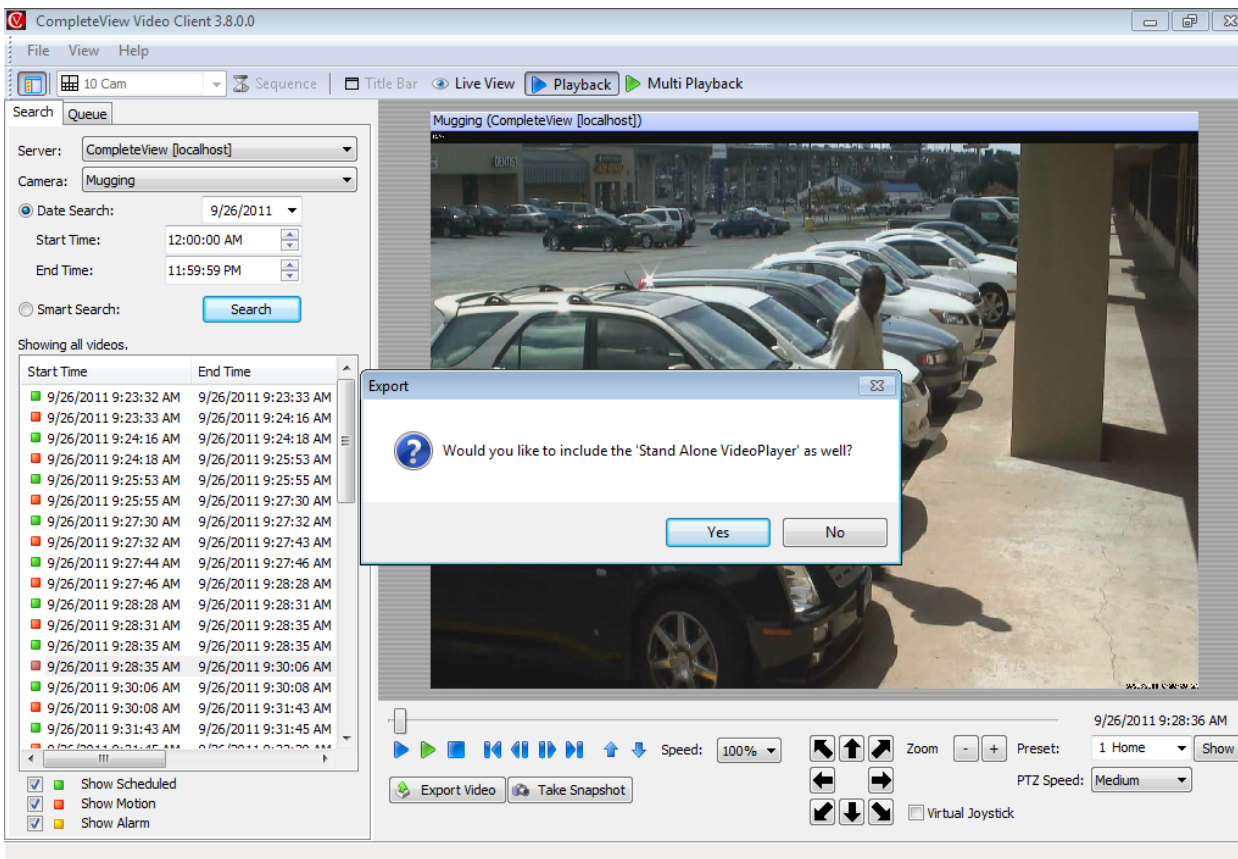 CompleteView Video Client 3.8.0.0
File View Help
10 Cam Sequence Title Bar Live View Playback Multi Playback
Search Queue
Server: CompleteView [localhost]
Camera: Mugging
Date Search: 9/26/2011
Start Time: 12:00:00 AM
End Time: 11:59:59 PM
Smart Search: Search
Showing all videos.
Start Time End Time
9/26/2011 9:23:32 AM 9/26/2011 9:23:33 AM
9/26/2011 9:23:33 AM 9/26/2011 9:24:16 AM
9/26/2011 9:24:16 AM 9/26/2011 9:24:18 AM
9/26/2011 9:24:18 AM 9/26/2011 9:25:53 AM
9/26/2011 9:25:53 AM 9/26/2011 9:25:55 AM
9/26/2011 9:25:55 AM 9/26/2011 9:27:30 AM
9/26/2011 9:27:30 AM 9/26/2011 9:27:32 AM
9/26/2011 9:27:32 AM 9/26/2011 9:27:43 AM
9/26/2011 9:27:44 AM 9/26/2011 9:27:46 AM
9/26/2011 9:27:46 AM 9/26/2011 9:28:28 AM
9/26/2011 9:28:28 AM 9/26/2011 9:28:31 AM
9/26/2011 9:28:31 AM 9/26/2011 9:28:35 AM
9/26/2011 9:28:35 AM 9/26/2011 9:28:35 AM
9/26/2011 9:28:35 AM 9/26/2011 9:30:06 AM
9/26/2011 9:30:06 AM 9/26/2011 9:30:08 AM
9/26/2011 9:30:08 AM 9/26/2011 9:31:43 AM
9/26/2011 9:31:43 AM 9/26/2011 9:31:45 AM
Show Scheduled
Show Motion
Show Alarm
Mugging (CompleteView [localhost])
DENTIST
Export
Would you like to include the 'Stand Alone VideoPlayer' as well?
Yes No
9/26/2011 9:28:36 AM
Speed: 100% Zoom - + Preset: 1 Home Show
PTZ Speed: Medium
Export Video Take Snapshot
Virtual Joystick